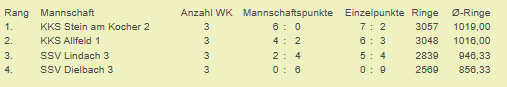 Rang Mannschaft Anzahl WK Mannschaftspunkte Einzelpunkte Ringe Ø-Ringe
1. KKS Stein am Kocher 2 3 6 : 0 7 : 2 3057 1019,00
2. KKS Allfeld 1 3 4 : 2 6 : 3 3048 1016,00
3. SSV Lindach 3 3 2 : 4 5 : 4 2839 946,33
4. SSV Dielbach 3 3 0 : 6 0 : 9 2569 856,33